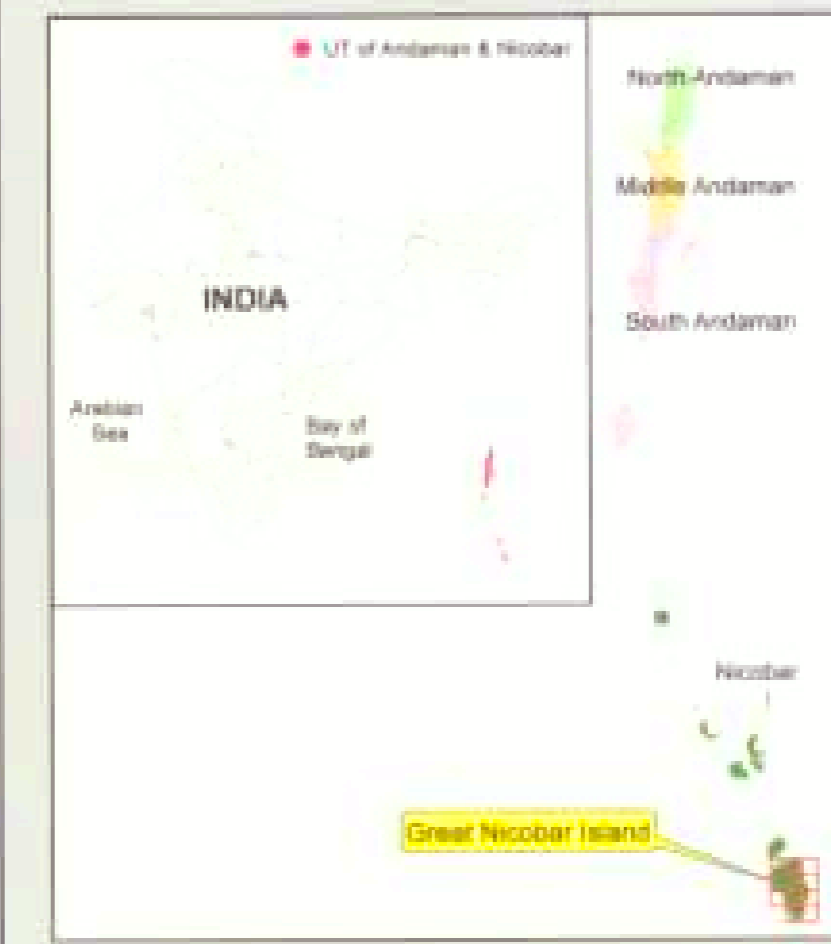 UT of Andaman & Nicobar
North Andaman
Middle Andaman
INDIA
South Andaman
Arabian
Sea
Bay of
Bengal
Nicobar
Great Nicobar Island